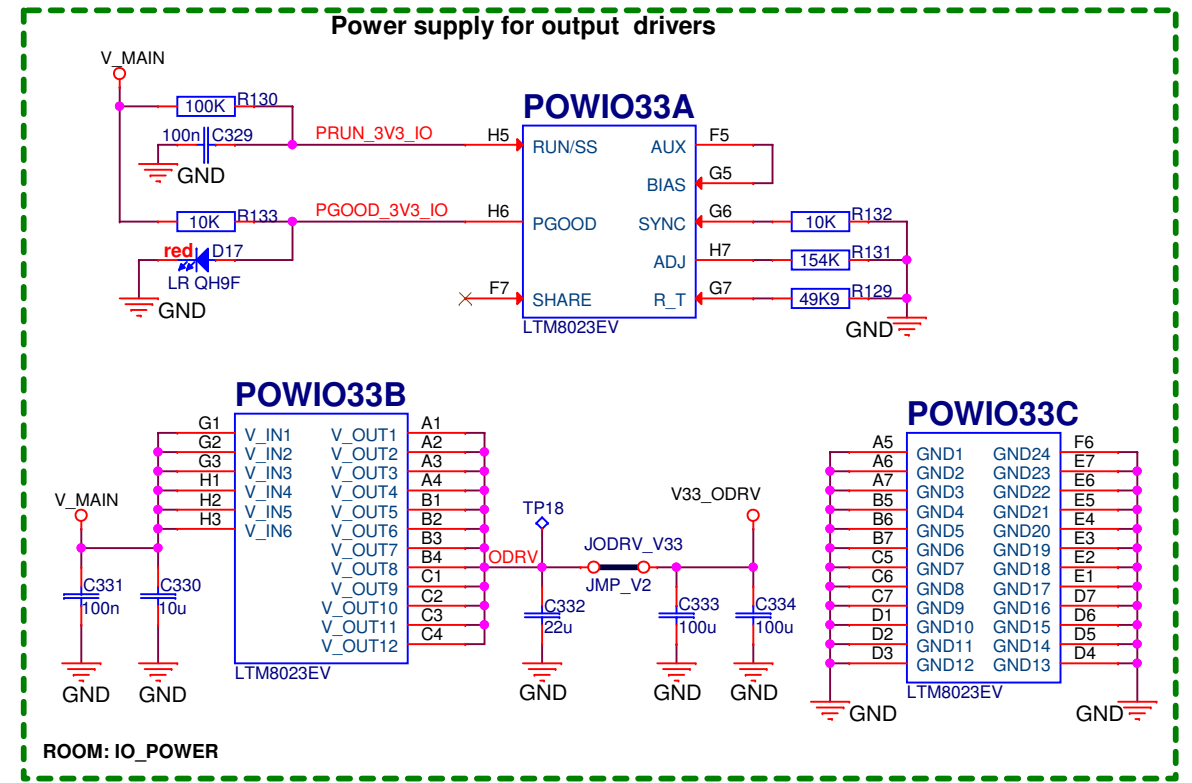 Power supply for output drivers
V_MAIN
100K R130
100n C329
GND
PRUN_3V3_IO
10K R133
PGOOD_3V3_IO
red D17
LR QH9F
GND
POWIO33A
H5 RUN/SS AUX F5
BIAS G5
H6 PGOOD SYNC G6 10K R132
ADJ H7 154K R131
F7 SHARE R_T G7 49K9 R129
LTM8023EV
GND
POWIO33B
G1 V_IN1 V_OUT1 A1
G2 V_IN2 V_OUT2 A2
G3 V_IN3 V_OUT3 A3
H1 V_IN4 V_OUT4 A4
H2 V_IN5 V_OUT5 B1
H3 V_IN6 V_OUT6 B2
V_OUT7 B3
V_OUT8 B4
V_OUT9 C1
V_OUT10 C2
V_OUT11 C3
V_OUT12 C4
LTM8023EV
V_MAIN
C331
100n
C330
10u
GND
GND
ODRV
TP18
JODRV_V33
JMP_V2
V33_ODRV
C332
22u
C333
100u
C334
100u
GND
GND
GND
POWIO33C
A5 GND1 GND24 F6
A6 GND2 GND23 E7
A7 GND3 GND22 E6
B5 GND4 GND21 E5
B6 GND5 GND20 E4
B7 GND6 GND19 E3
C5 GND7 GND18 E2
C6 GND8 GND17 E1
C7 GND9 GND16 D7
D1 GND10 GND15 D6
D2 GND11 GND14 D5
D3 GND12 GND13 D4
LTM8023EV
GND
GND
ROOM: IO_POWER